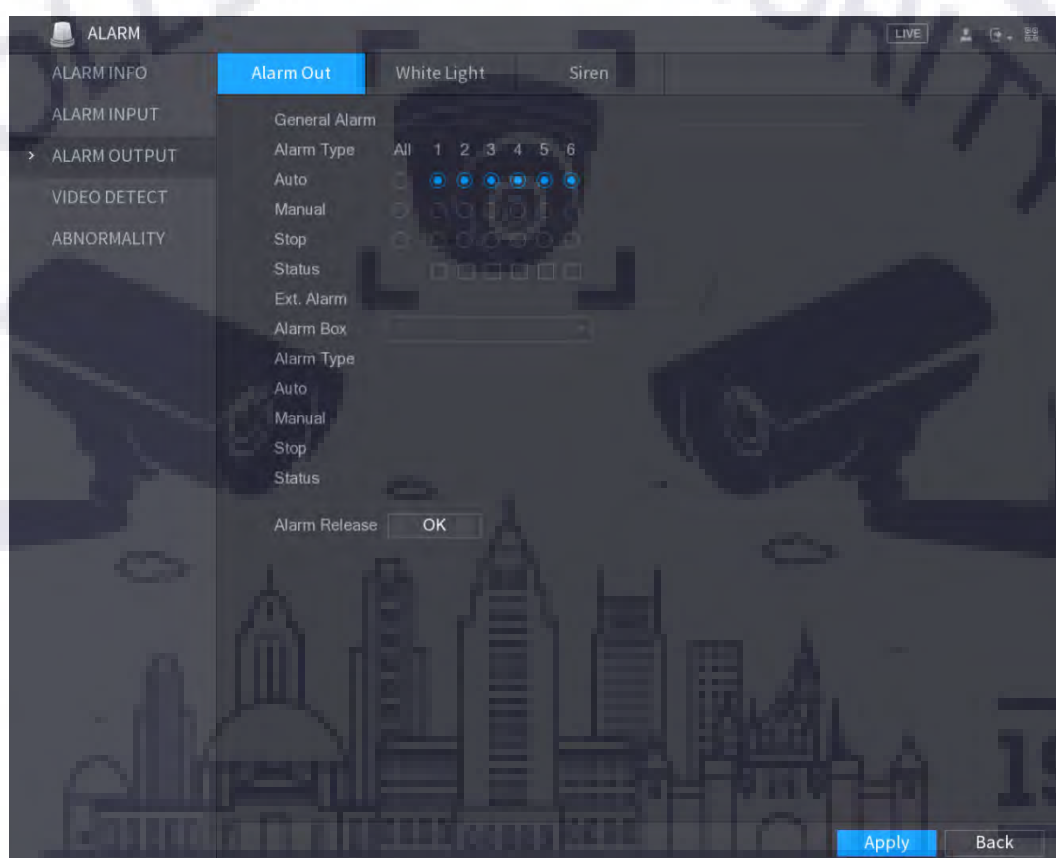 ALARM
LIVE
ALARM INFO
ALARM INPUT
ALARM OUTPUT
VIDEO DETECT
ABNORMALITY
Alarm Out White Light Siren
General Alarm
Alarm Type All 1 2 3 4 5 6
Auto
Manual
Stop
Status
Ext. Alarm
Alarm Box
Alarm Type
Auto
Manual
Stop
Status
Alarm Release OK
Apply Back